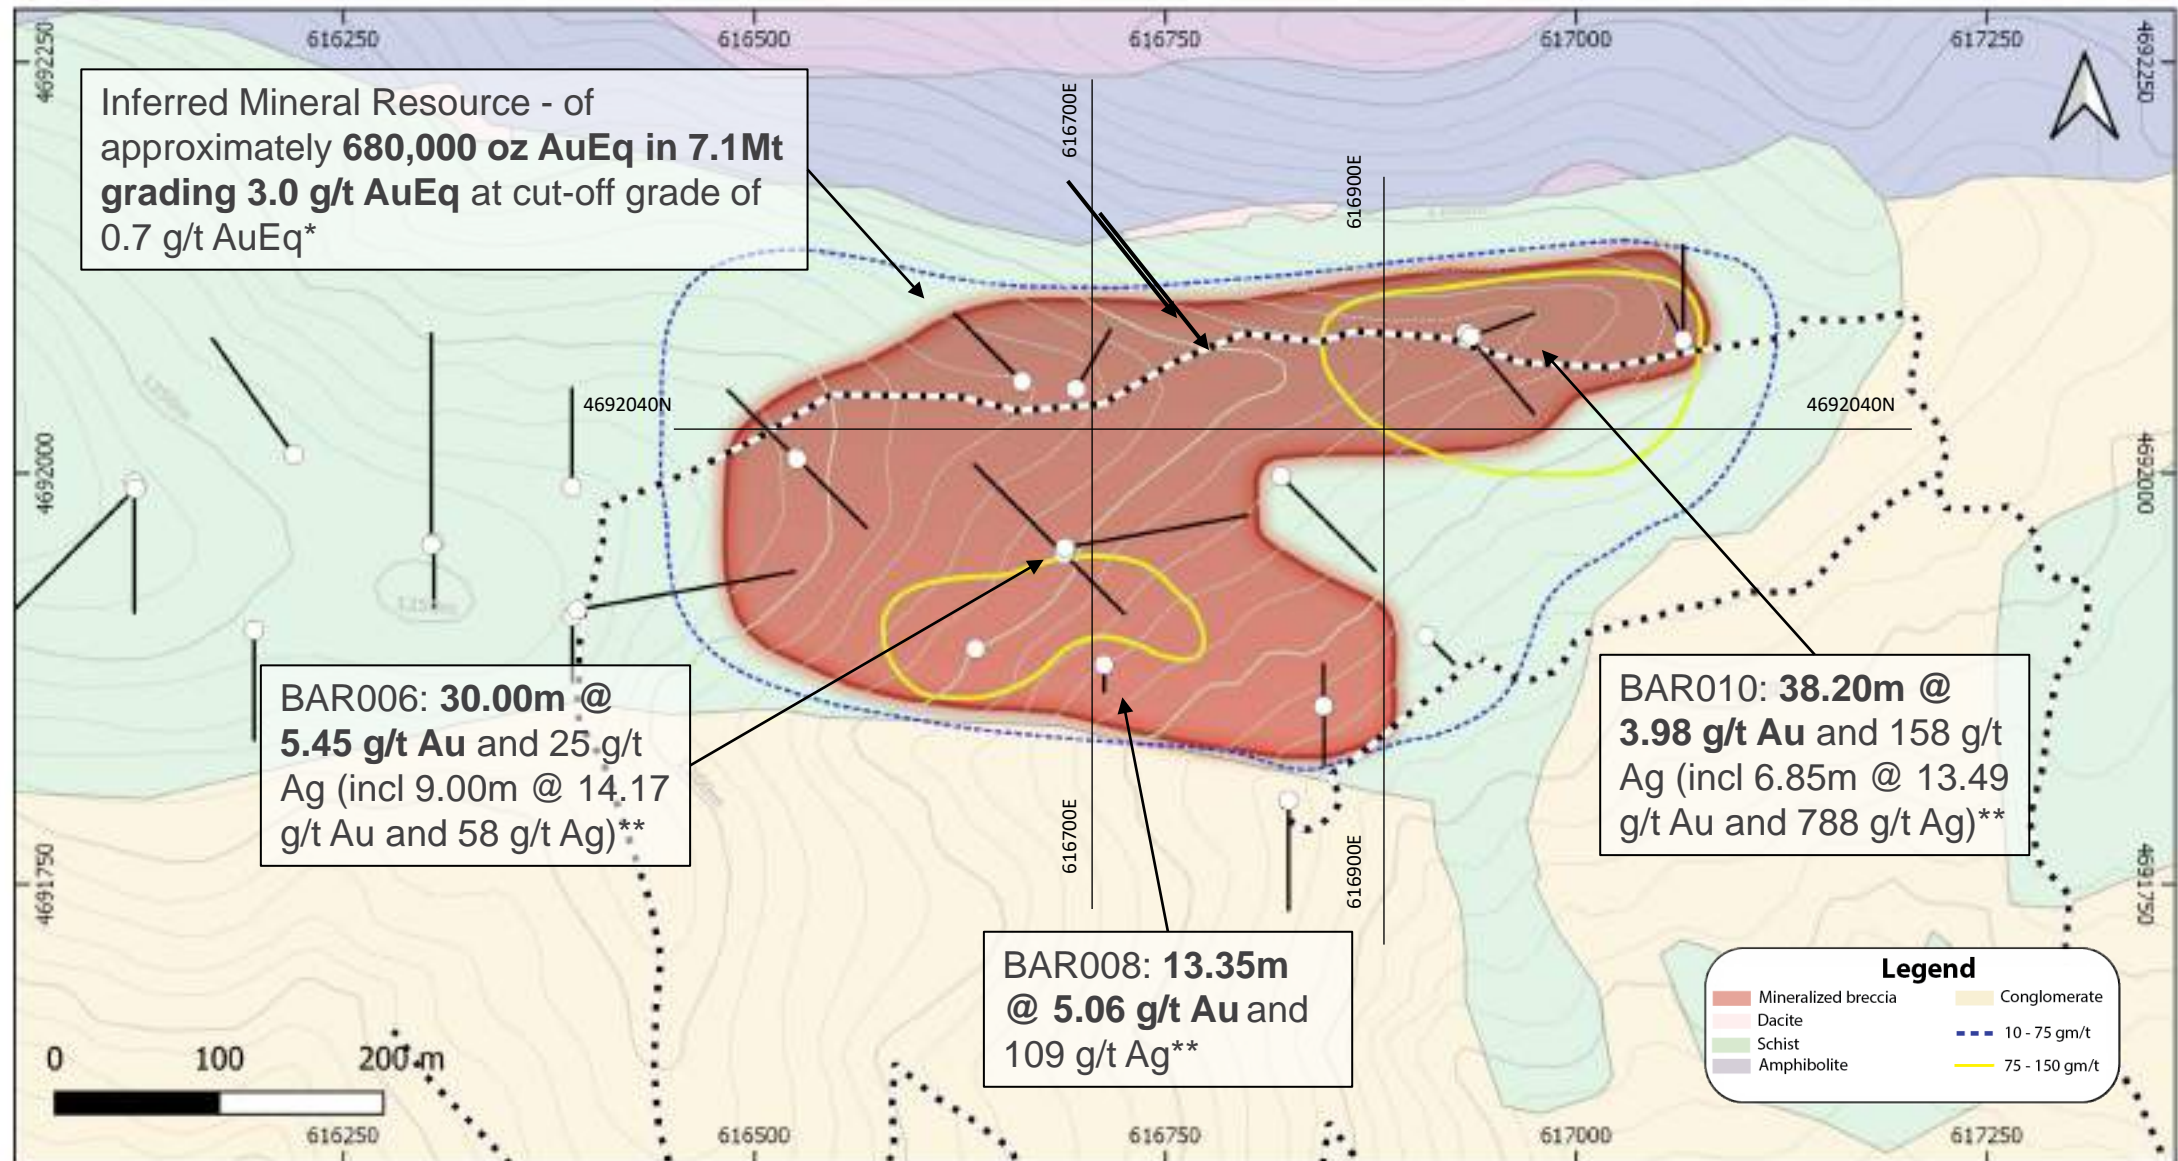 616250
616500
616750
617000
617250
4692250
4692250
Inferred Mineral Resource - of
approximately 680,000 oz AuEq in 7.1Mt
grading 3.0 g/t AuEq at cut-off grade of
0.7 g/t AuEq*
616700E
616900E
4692040N
4692040N
4692000
4692000
BAR006: 30.00m @
5.45 g/t Au and 25 g/t
Ag (incl 9.00m @ 14.17
g/t Au and 58 g/t Ag)**
BAR010: 38.20m @
3.98 g/t Au and 158 g/t
Ag (incl 6.85m @ 13.49
g/t Au and 788 g/t Ag)**
616700E
616900E
4691750
4691750
BAR008: 13.35m
@ 5.06 g/t Au and
109 g/t Ag**
Legend
Mineralized breccia
Dacite
Schist
Amphibolite
Conglomerate
10 - 75 gm/t
75 - 150 gm/t
0 100 200 m
616250
616500
616750
617000
617250